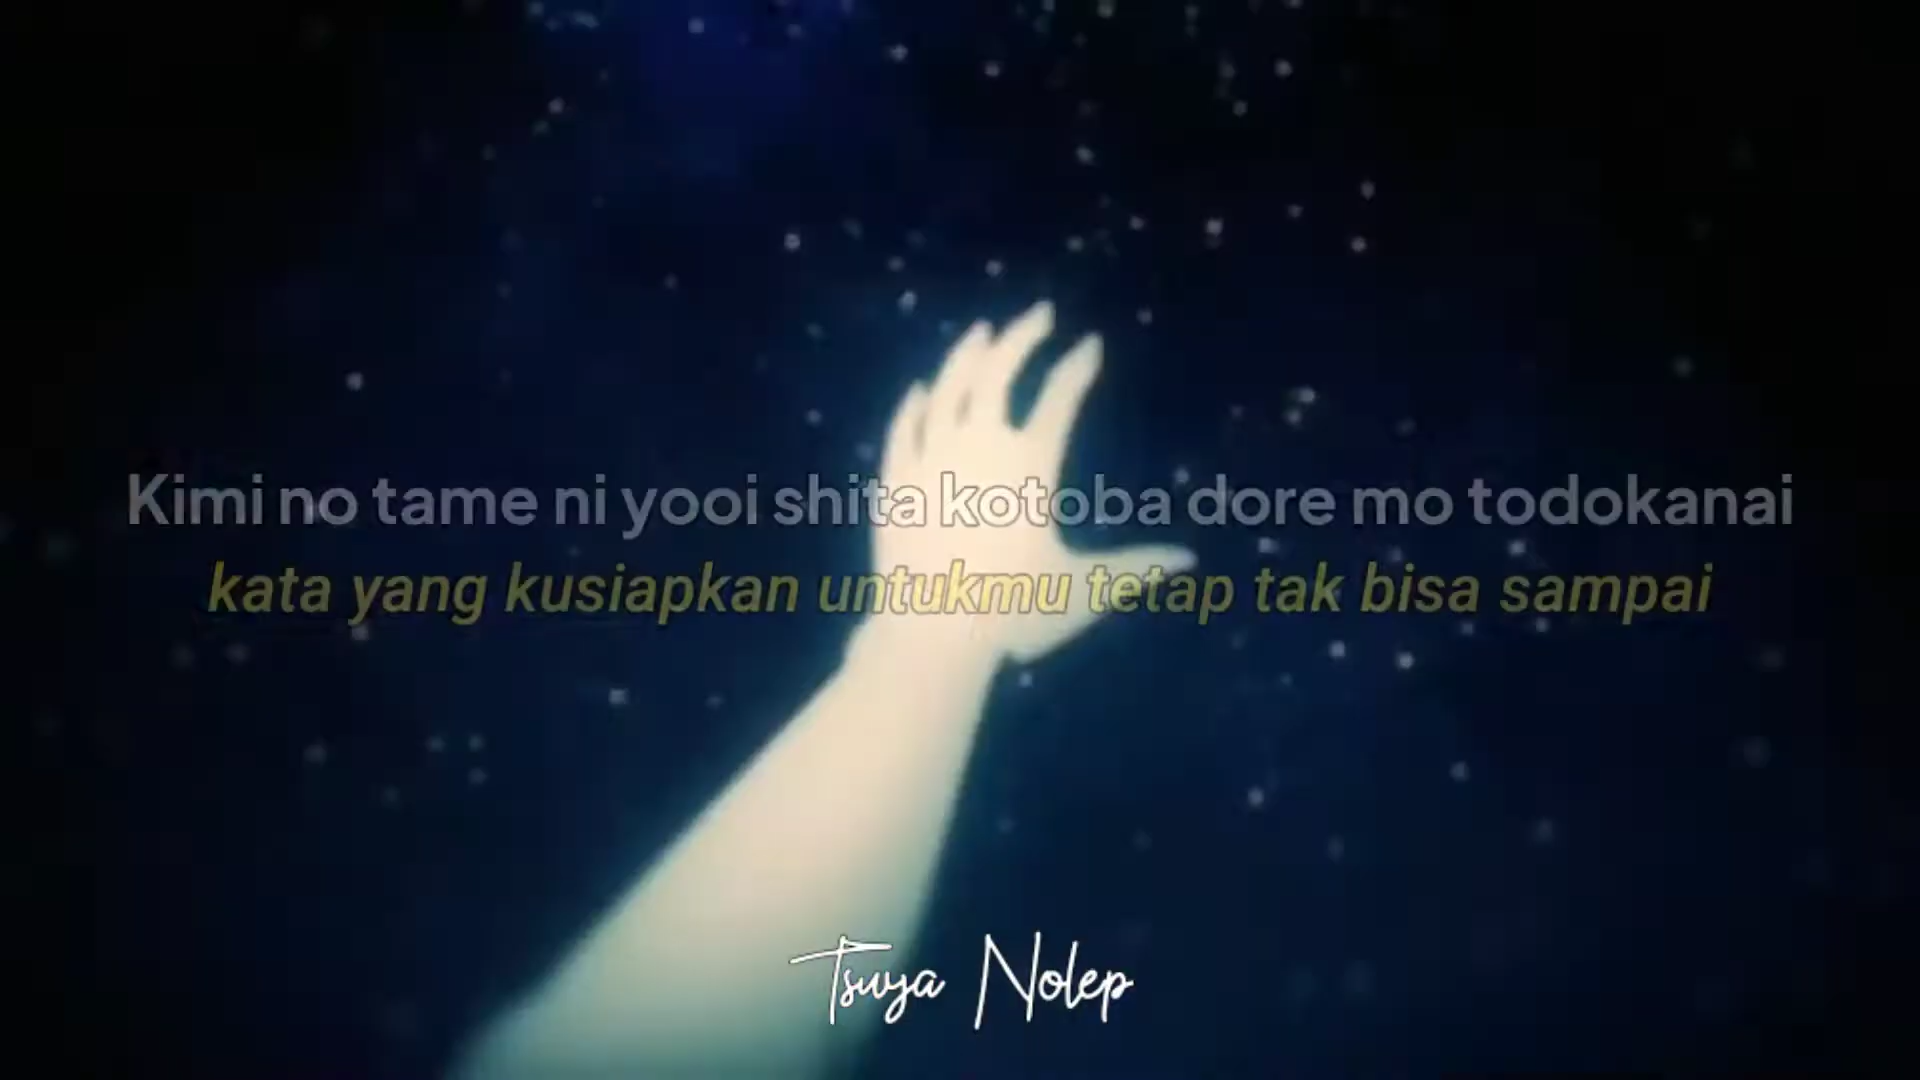 Kimi no tame ni yooi shita kotoba dore mo todokanai
kata yang kusiapkan untukmu tetap tak bisa sampai
Tsuya Nolep